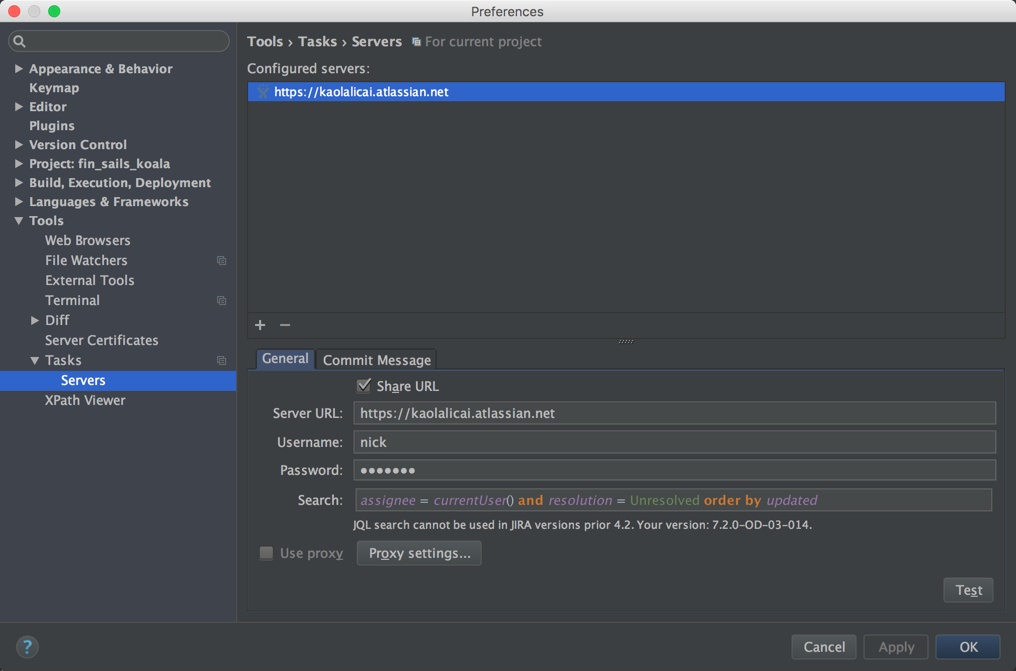 Preferences
Tools › Tasks › Servers For current project
Configured servers:
https://kaolalicai.atlassian.net
Appearance & Behavior
Keymap
Editor
Plugins
Version Control
Project: fin_sails_koala
Build, Execution, Deployment
Languages & Frameworks
Tools
Web Browsers
File Watchers
External Tools
Terminal
Diff
Server Certificates
Tasks
Servers
XPath Viewer
+ −
General Commit Message
Share URL
Server URL: https://kaolalicai.atlassian.net
Username: nick
Password: •••••••
Search: assignee = currentUser() and resolution = Unresolved order by updated
JQL search cannot be used in JIRA versions prior 4.2. Your version: 7.2.0-OD-03-014.
Use proxy Proxy settings...
Test
? Cancel Apply OK